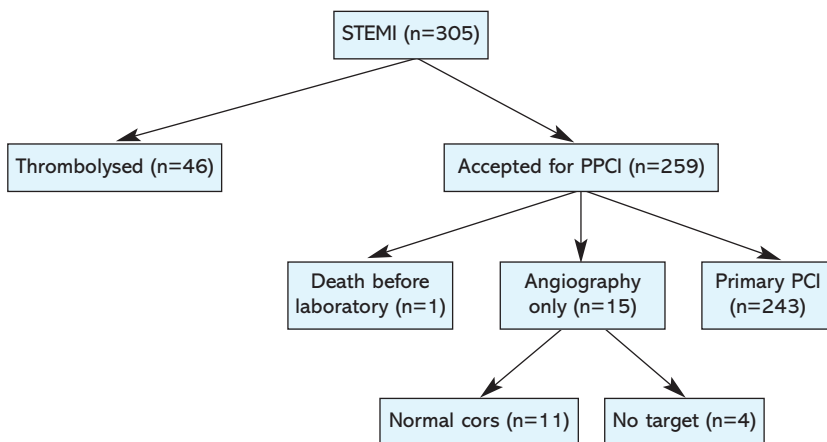 STEMI (n=305)
Thrombolysed (n=46)
Accepted for PPCI (n=259)
Death before
laboratory (n=1)
Angiography
only (n=15)
Primary PCI
(n=243)
Normal cors (n=11)
No target (n=4)